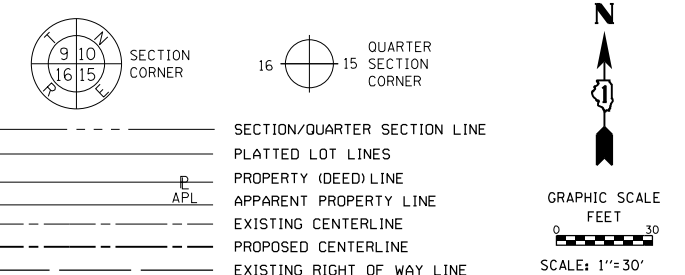 T N
9 10
16 15
R E
SECTION
CORNER
16
15
QUARTER
SECTION
CORNER
SECTION/QUARTER SECTION LINE
PLATTED LOT LINES
PL
PROPERTY (DEED) LINE
APL
APPARENT PROPERTY LINE
EXISTING CENTERLINE
PROPOSED CENTERLINE
EXISTING RIGHT OF WAY LINE
N
1
GRAPHIC SCALE
FEET
0 30
SCALE: 1''=30'